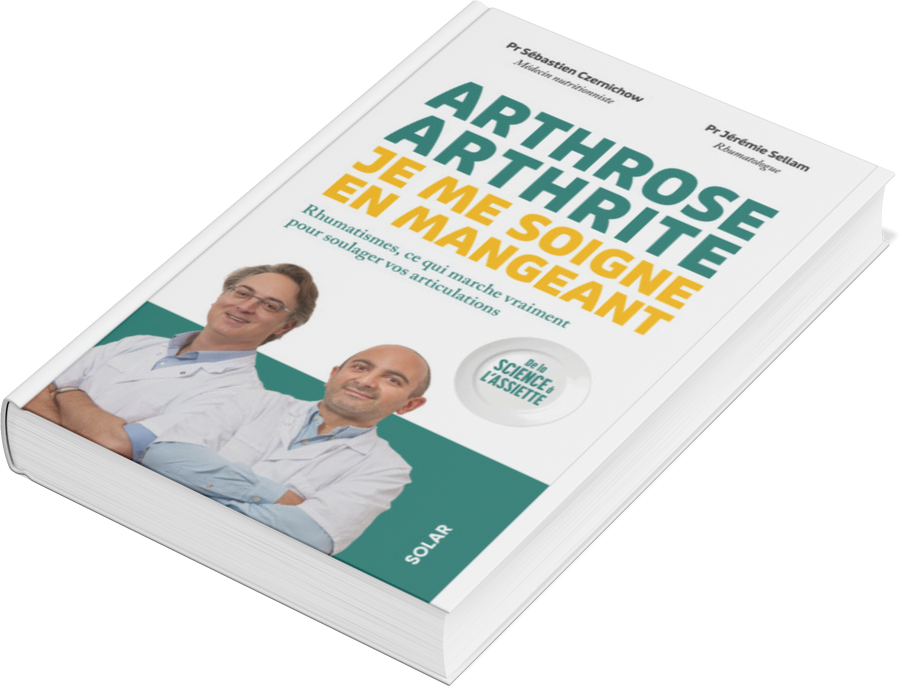 Pr Sébastien Czernichow
Médecin nutritionniste
Pr Jérémie Sellam
Rhumatologue
ARTHROSE
ARTHRITE
JE ME SOIGNE
EN MANGEANT
Rhumatismes, ce qui marche vraiment
pour soulager vos articulations
De la
SCIENCE à
L'ASSIETTE
SOLAR